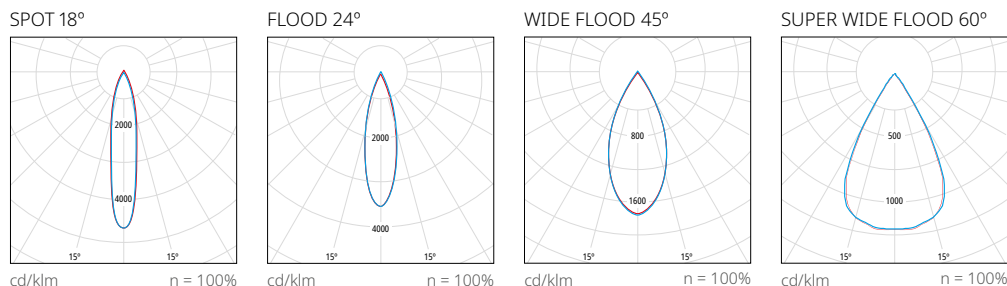 SPOT 18º
2000
4000
15º 15º
cd/klm n = 100%
FLOOD 24º
2000
4000
15º 15º
cd/klm n = 100%
WIDE FLOOD 45º
800
1600
15º 15º
cd/klm n = 100%
SUPER WIDE FLOOD 60º
500
1000
15º 15º
cd/klm n = 100%